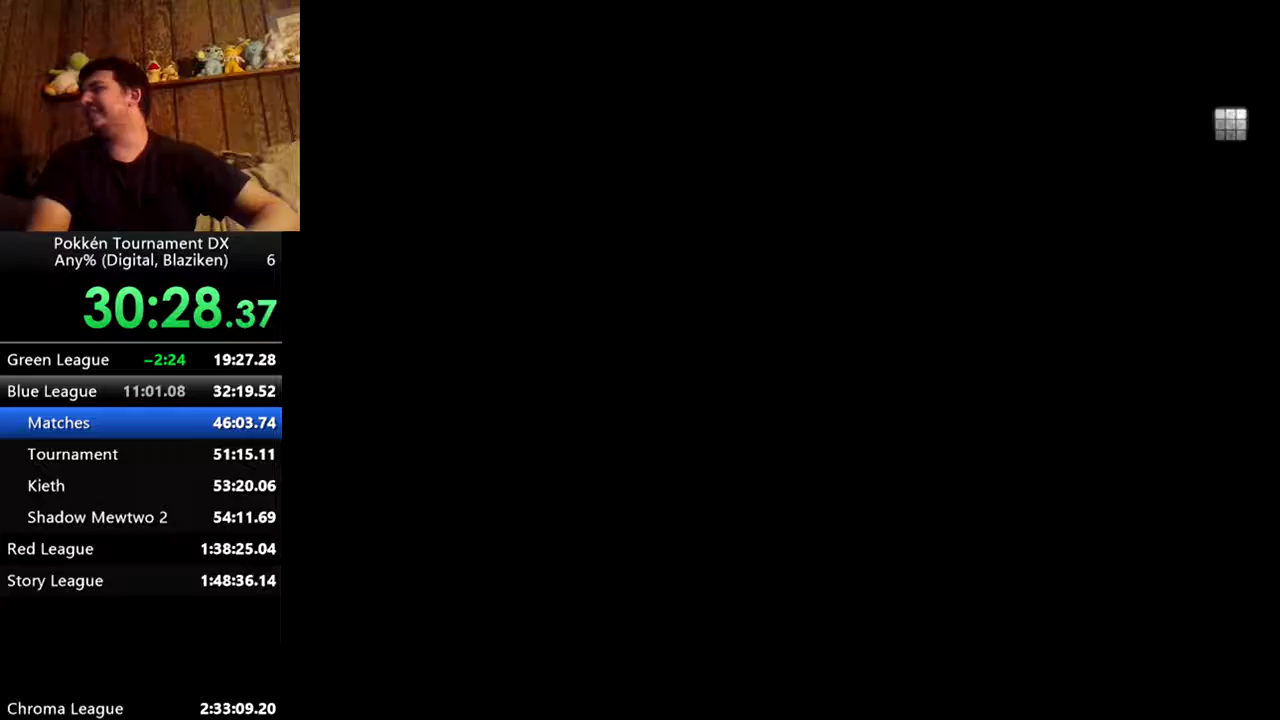 Pokkén Tournament DX
Any% (Digital, Blaziken) 6
30:28.37
Green League −2:24 19:27.28
Blue League 11:01.08 32:19.52
Matches 46:03.74
Tournament 51:15.11
Kieth 53:20.06
Shadow Mewtwo 2 54:11.69
Red League 1:38:25.04
Story League 1:48:36.14
Chroma League 2:33:09.20